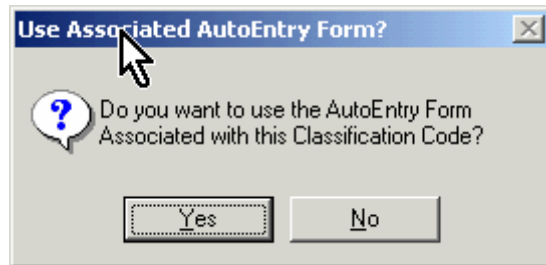 Use Associated AutoEntry Form?
Do you want to use the AutoEntry Form
Associated with this Classification Code?
Yes
No